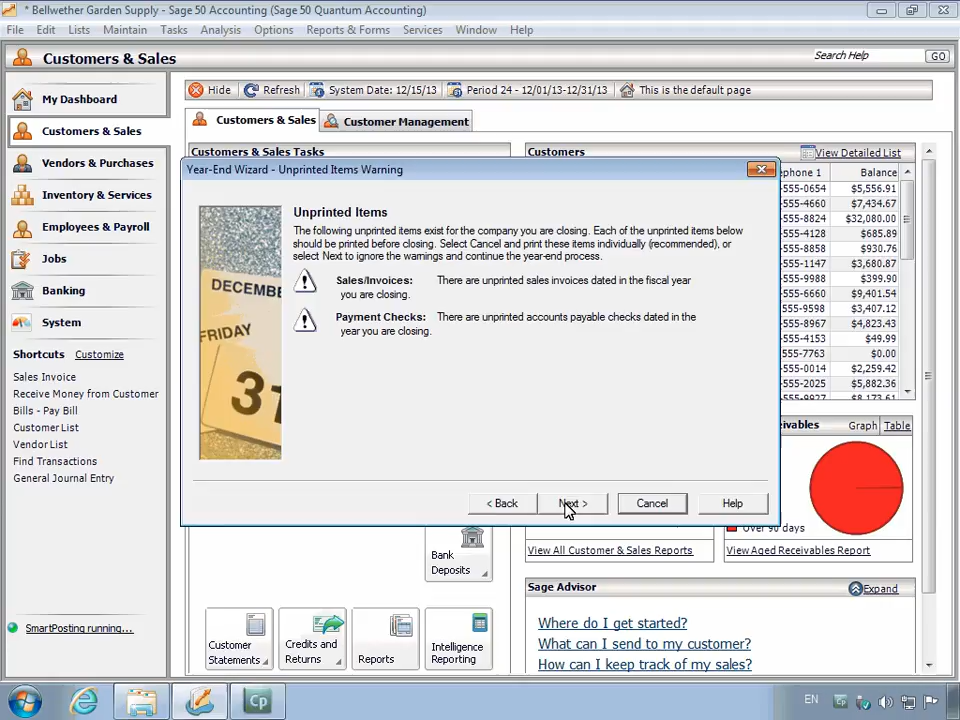 * Bellwether Garden Supply - Sage 50 Accounting (Sage 50 Quantum Accounting)
File Edit Lists Maintain Tasks Analysis Options Reports & Forms Services Window Help
Customers & Sales
Search Help
GO
My Dashboard
Customers & Sales
Vendors & Purchases
Inventory & Services
Employees & Payroll
Jobs
Banking
System
Shortcuts Customize
Sales Invoice
Receive Money from Customer
Bills - Pay Bill
Customer List
Vendor List
Find Transactions
General Journal Entry
SmartPosting running...
Hide Refresh System Date: 12/15/13 Period 24 - 12/01/13-12/31/13 This is the default page
Customers & Sales Customer Management
Customers & Sales Tasks
Customers View Detailed List
ephone 1 Balance
-555-0654 $5,556.91
-555-4660 $7,434.67
-555-8824 $32,080.00
-555-4128 $685.89
-555-8858 $930.76
-555-1147 $3,680.87
-555-9988 $399.90
-555-6660 $9,401.54
-555-6558 $3,407.12
-555-8967 $4,823.43
-555-4153 $49.99
-555-7763 $0.00
-555-0014 $2,259.42
-555-2025 $5,882.36
-555-9927 $8,173.61
Year-End Wizard - Unprinted Items Warning
DECEMBE
FRIDAY
31
Unprinted Items
The following unprinted items exist for the company you are closing. Each of the unprinted items below
should be printed before closing. Select Cancel and print these items individually (recommended), or
select Next to ignore the warnings and continue the year-end process.
Sales/Invoices: There are unprinted sales invoices dated in the fiscal year
you are closing.
Payment Checks: There are unprinted accounts payable checks dated in the
year you are closing.
< Back Next > Cancel Help
eivables Graph Table
Over 90 days
View All Customer & Sales Reports
View Aged Receivables Report
Bank
Deposits
Customer
Statements
Credits and
Returns
Reports
Intelligence
Reporting
Sage Advisor Expand
Where do I get started?
What can I send to my customer?
How can I keep track of my sales?
Cp
EN